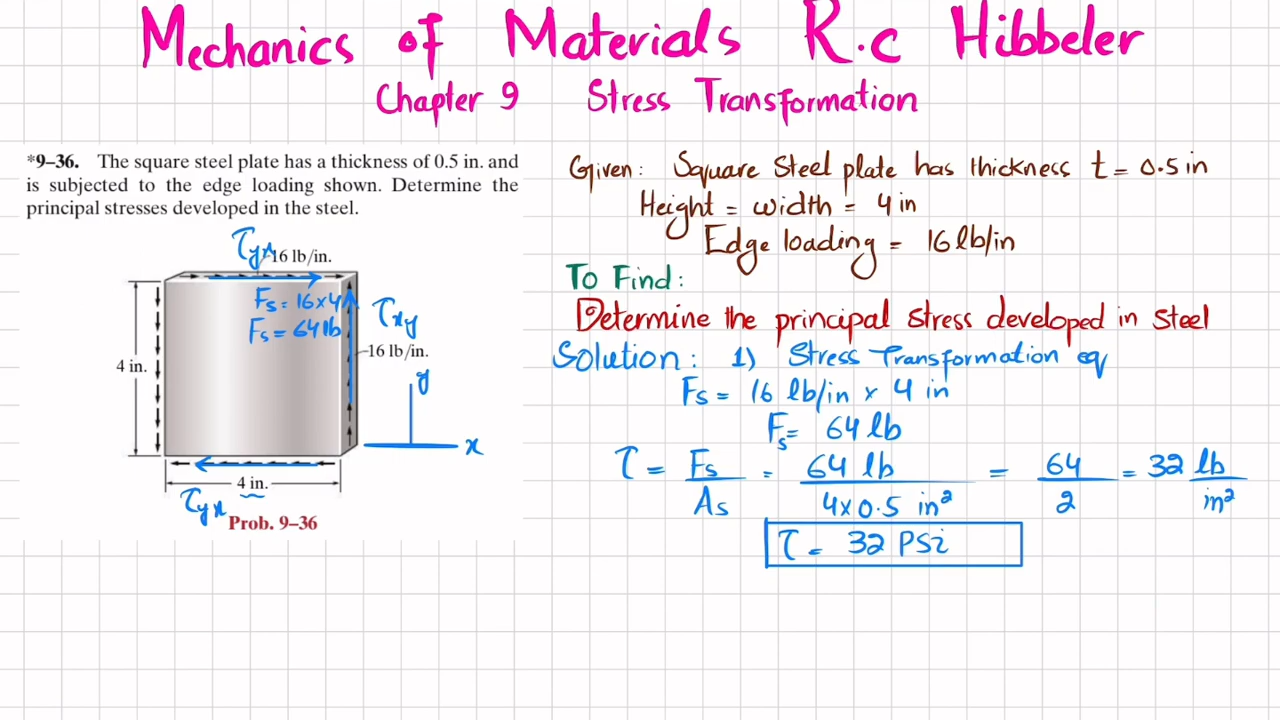 Mechanics of Materials R.c Hibbeler
Chapter 9 Stress Transformation
*9–36. The square steel plate has a thickness of 0.5 in. and
is subjected to the edge loading shown. Determine the
principal stresses developed in the steel.
τyx
16 lb/in.
Fs = 16×4
Fs = 64lb
τxy
16 lb/in.
4 in.
y
x
4 in.
τyx
Prob. 9–36
Given: Square Steel plate has thickness t = 0.5 in
Height = width = 4 in
Edge loading = 16 lb/in
To Find:
Determine the principal stress developed in Steel
Solution: 1) Stress Transformation eq
Fs = 16 lb/in × 4 in
Fs = 64 lb
τ = Fs/As = 64 lb/4×0.5 in² = 64/2 = 32 lb/in²
τ = 32 PSi